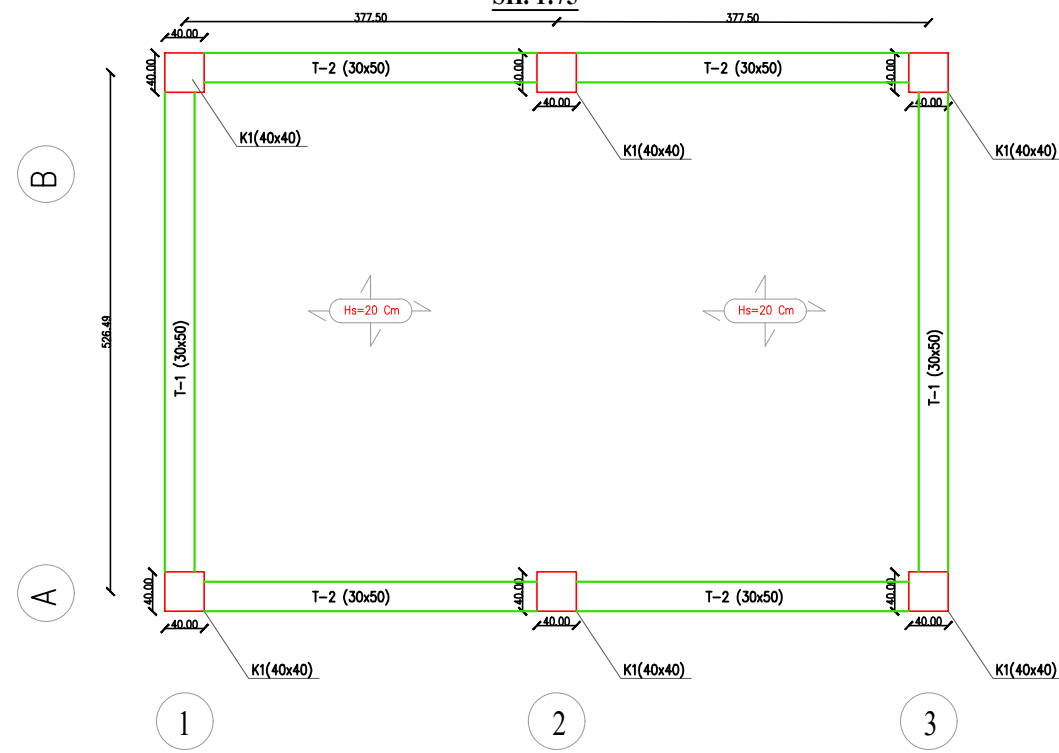 SH. 1:75
377.50
377.50
40.00
40.00
T-2 (30x50)
40.00
T-2 (30x50)
40.00
40.00
40.00
K1(40x40)
K1(40x40)
K1(40x40)
B
Hs=20 Cm
Hs=20 Cm
526.49
T-1 (30x50)
T-1 (30x50)
A
40.00
T-2 (30x50)
40.00
T-2 (30x50)
40.00
40.00
40.00
40.00
K1(40x40)
K1(40x40)
K1(40x40)
1
2
3